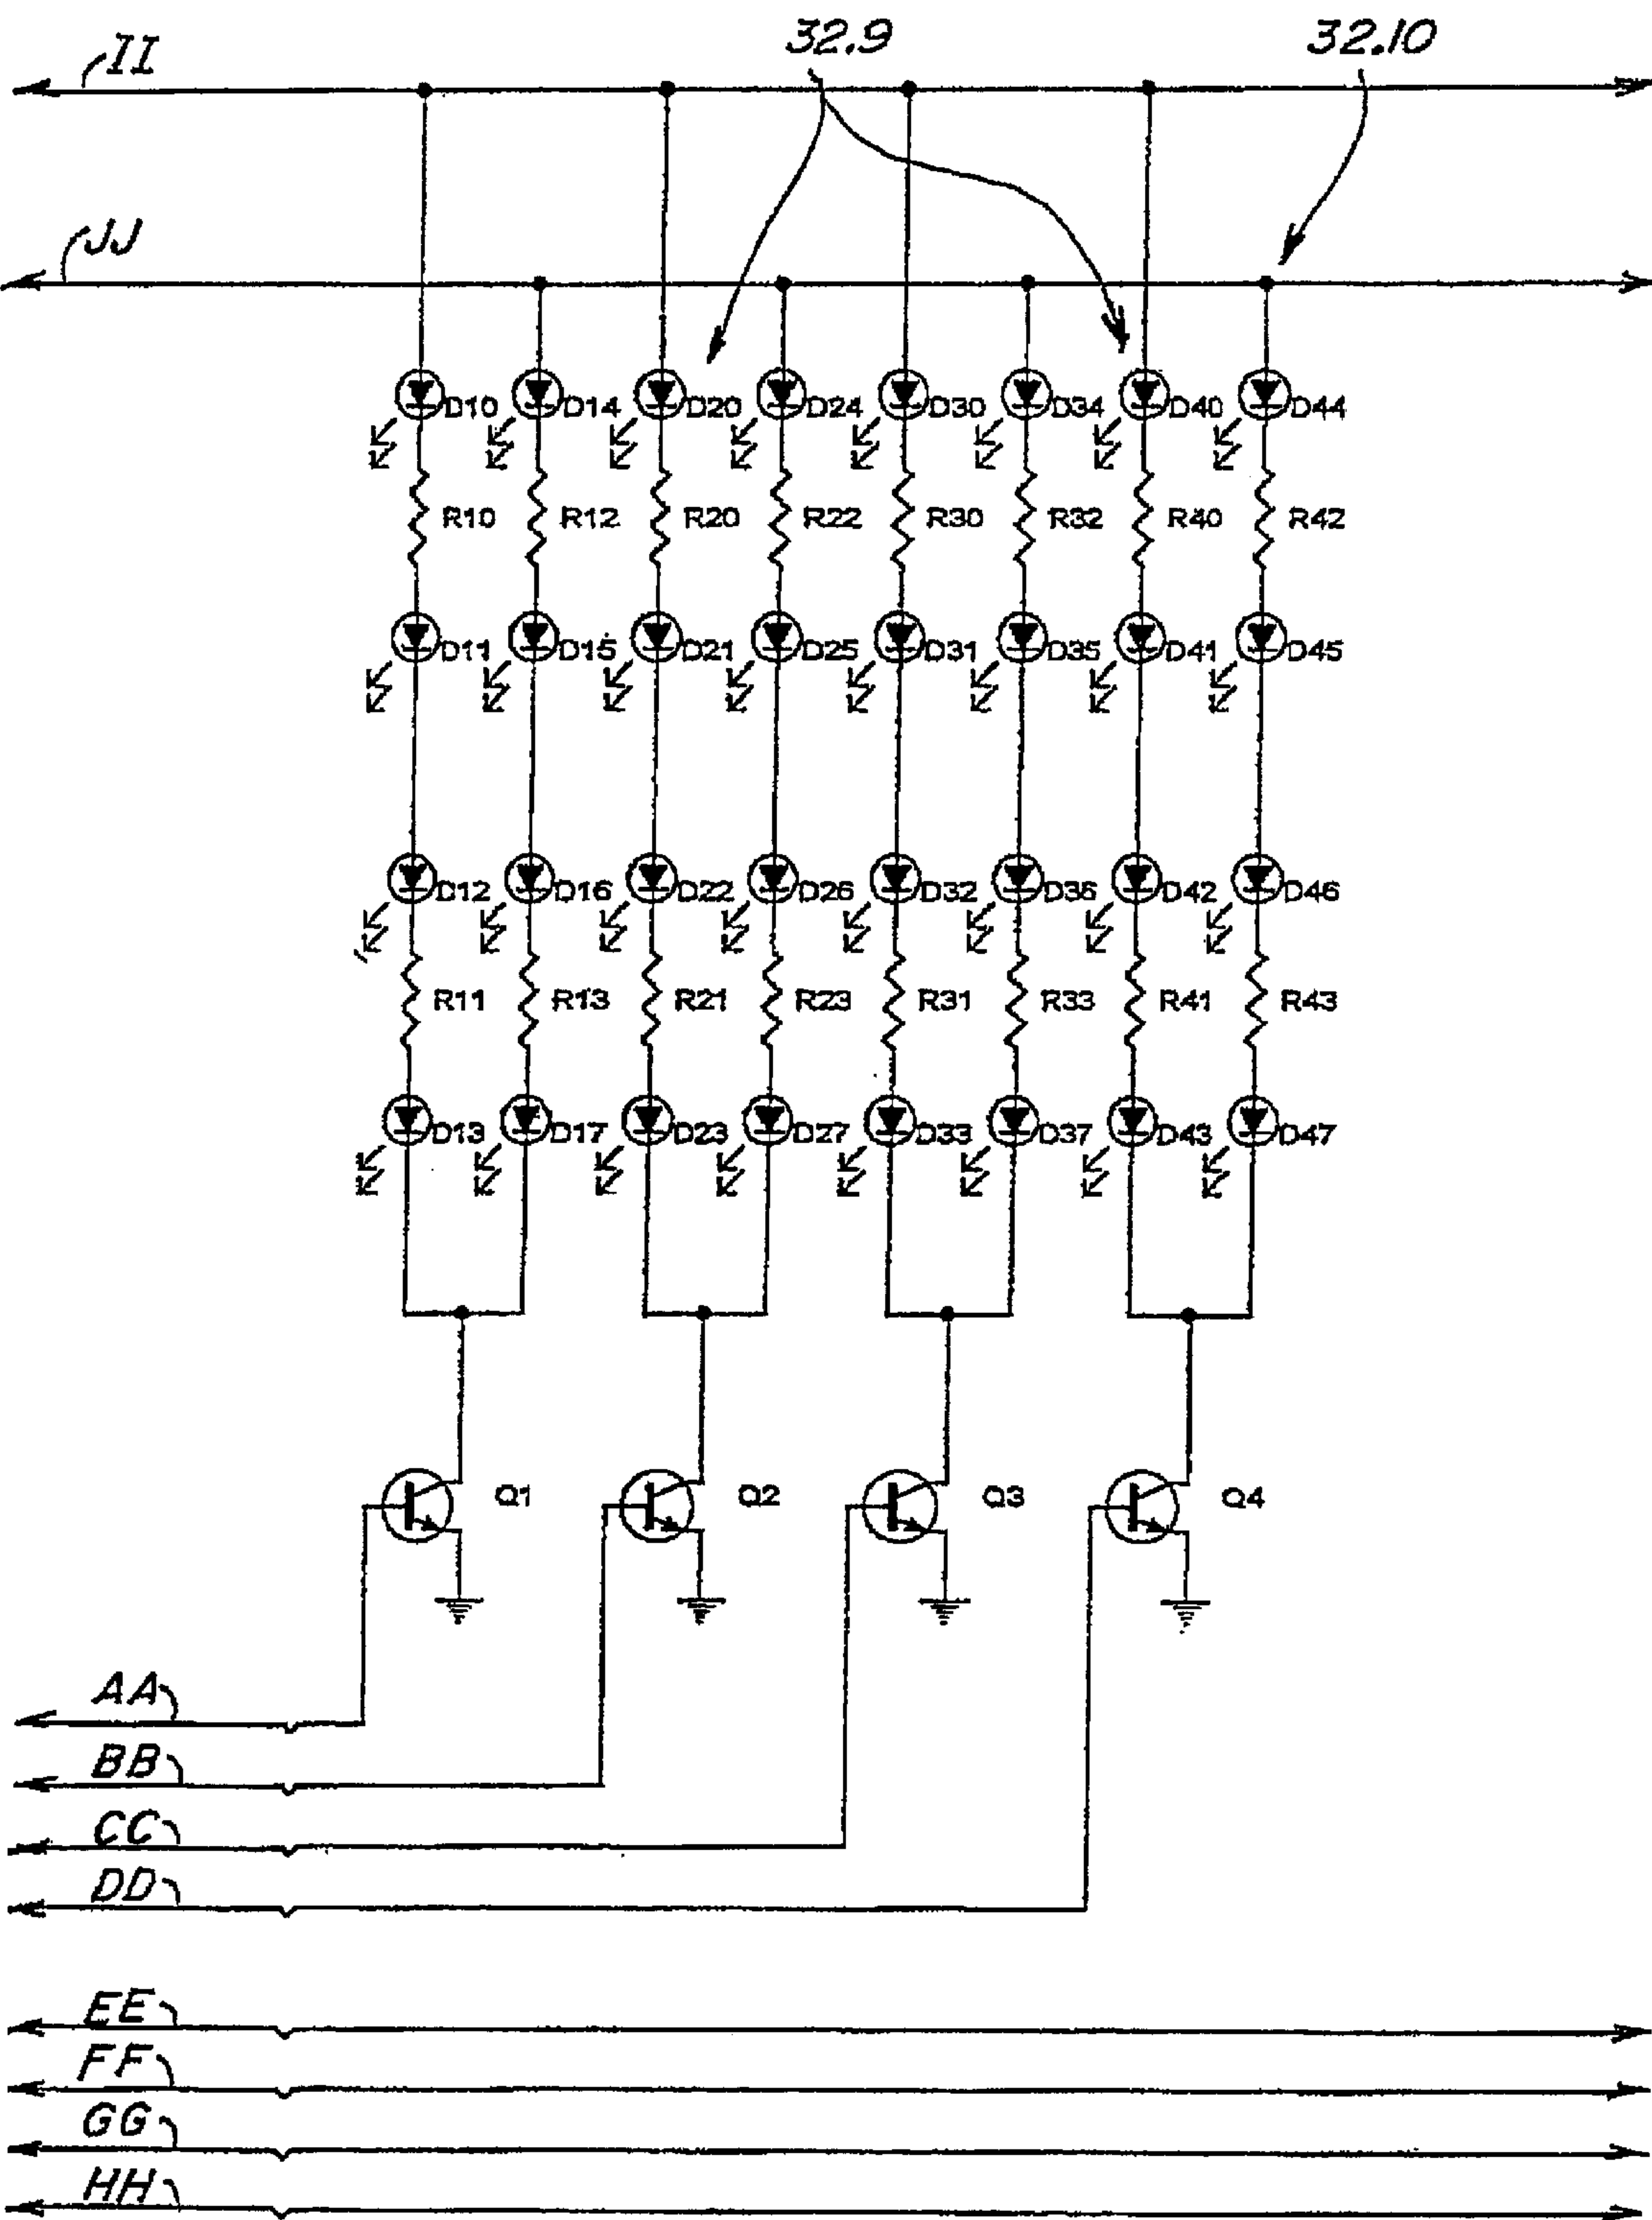 32.9 32.10
II
JJ
D10 D14 D20 D24 D30 D34 D40 D44
R10 R12 R20 R22 R30 R32 R40 R42
D11 D15 D21 D25 D31 D35 D41 D45
D12 D16 D22 D26 D32 D36 D42 D46
R11 R13 R21 R23 R31 R33 R41 R43
D13 D17 D23 D27 D33 D37 D43 D47
Q1 Q2 Q3 Q4
AA
BB
CC
DD
EE
FF
GG
HH